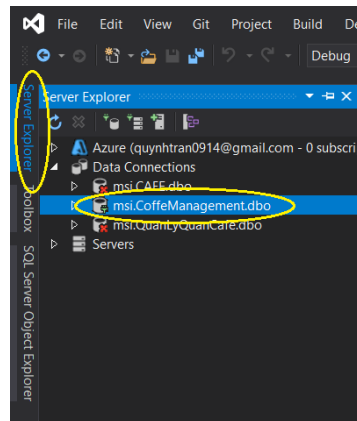 File Edit View Git Project Build
Debug
Server Explorer
Toolbox
SQL Server Object Explorer
Server Explorer
Azure (quynhtran0914@gmail.com - 0 subscri
Data Connections
msi.CAFE.dbo
msi.CoffeManagement.dbo
msi.QuanLyQuanCafe.dbo
Servers